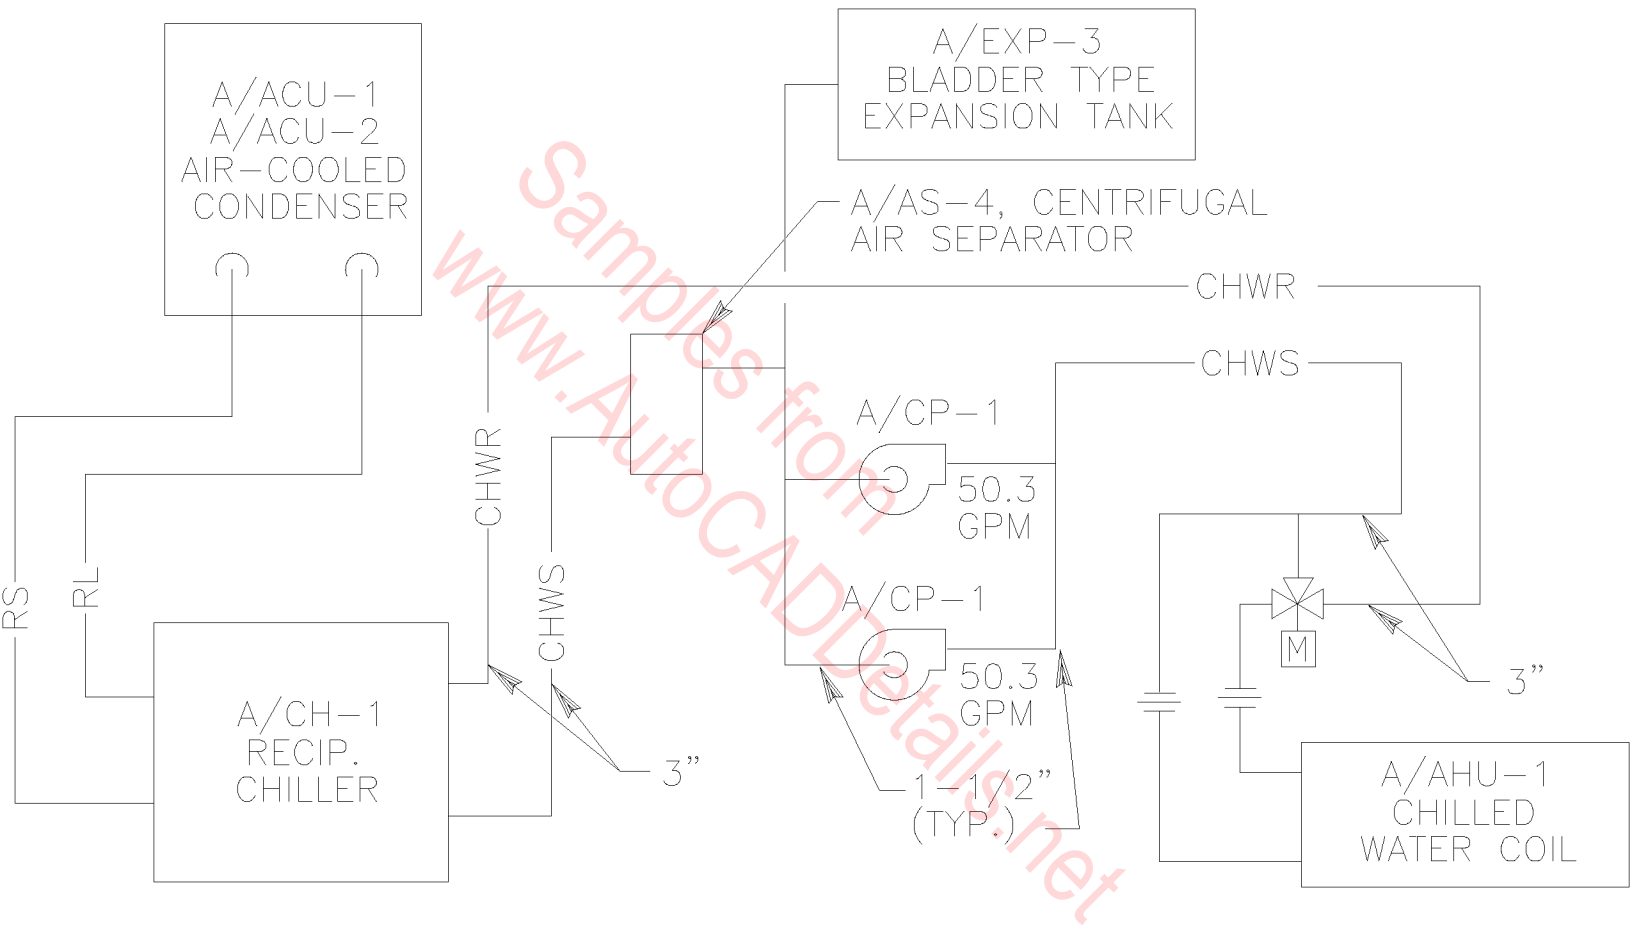 A/EXP-3
BLADDER TYPE
EXPANSION TANK
A/ACU-1
A/ACU-2
AIR-COOLED
CONDENSER
A/AS-4, CENTRIFUGAL
AIR SEPARATOR
CHWR
CHWS
A/CP-1
50.3
GPM
CHWR
CHWS
RS
RL
A/CP-1
50.3
GPM
M
3”
A/CH-1
RECIP.
CHILLER
3”
1-1/2”
(TYP.)
A/AHU-1
CHILLED
WATER COIL
Samples from
www.AutoCADDetails.net